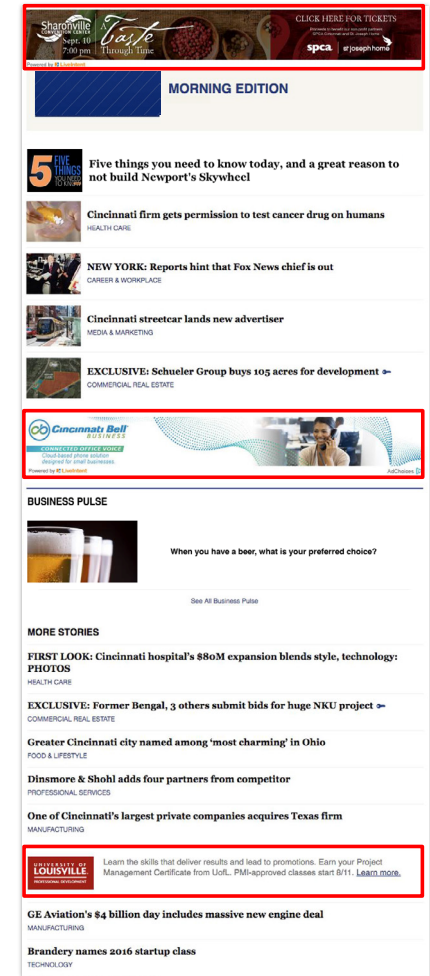 Sharonville
CONVENTION CENTER
Sept. 10
7:00 pm
A
Taste
Through Time
CLICK HERE FOR TICKETS
spca
stjosephhome
Powered by LiveIntent
MORNING EDITION
5 FIVE
THINGS
YOU NEED
TO KNOW
Five things you need to know today, and a great reason to
not build Newport's Skywheel
Cincinnati firm gets permission to test cancer drug on humans
HEALTH CARE
NEW YORK: Reports hint that Fox News chief is out
CAREER & WORKPLACE
Cincinnati streetcar lands new advertiser
MEDIA & MARKETING
EXCLUSIVE: Schueler Group buys 105 acres for development
COMMERCIAL REAL ESTATE
cb Cincinnati Bell
BUSINESS
CONNECTED OFFICE VOICE
Cloud-based phone solution
designed for small businesses.
Powered by LiveIntent
AdChoices
BUSINESS PULSE
When you have a beer, what is your preferred choice?
See All Business Pulse
MORE STORIES
FIRST LOOK: Cincinnati hospital's $80M expansion blends style, technology:
PHOTOS
HEALTH CARE
EXCLUSIVE: Former Bengal, 3 others submit bids for huge NKU project
COMMERCIAL REAL ESTATE
Greater Cincinnati city named among ‘most charming’ in Ohio
FOOD & LIFESTYLE
Dinsmore & Shohl adds four partners from competitor
PROFESSIONAL SERVICES
One of Cincinnati's largest private companies acquires Texas firm
MANUFACTURING
UNIVERSITY OF
LOUISVILLE.
PROFESSIONAL DEVELOPMENT
Learn the skills that deliver results and lead to promotions. Earn your Project
Management Certificate from UofL. PMI-approved classes start 8/11. Learn more.
GE Aviation's $4 billion day includes massive new engine deal
MANUFACTURING
Brandery names 2016 startup class
TECHNOLOGY